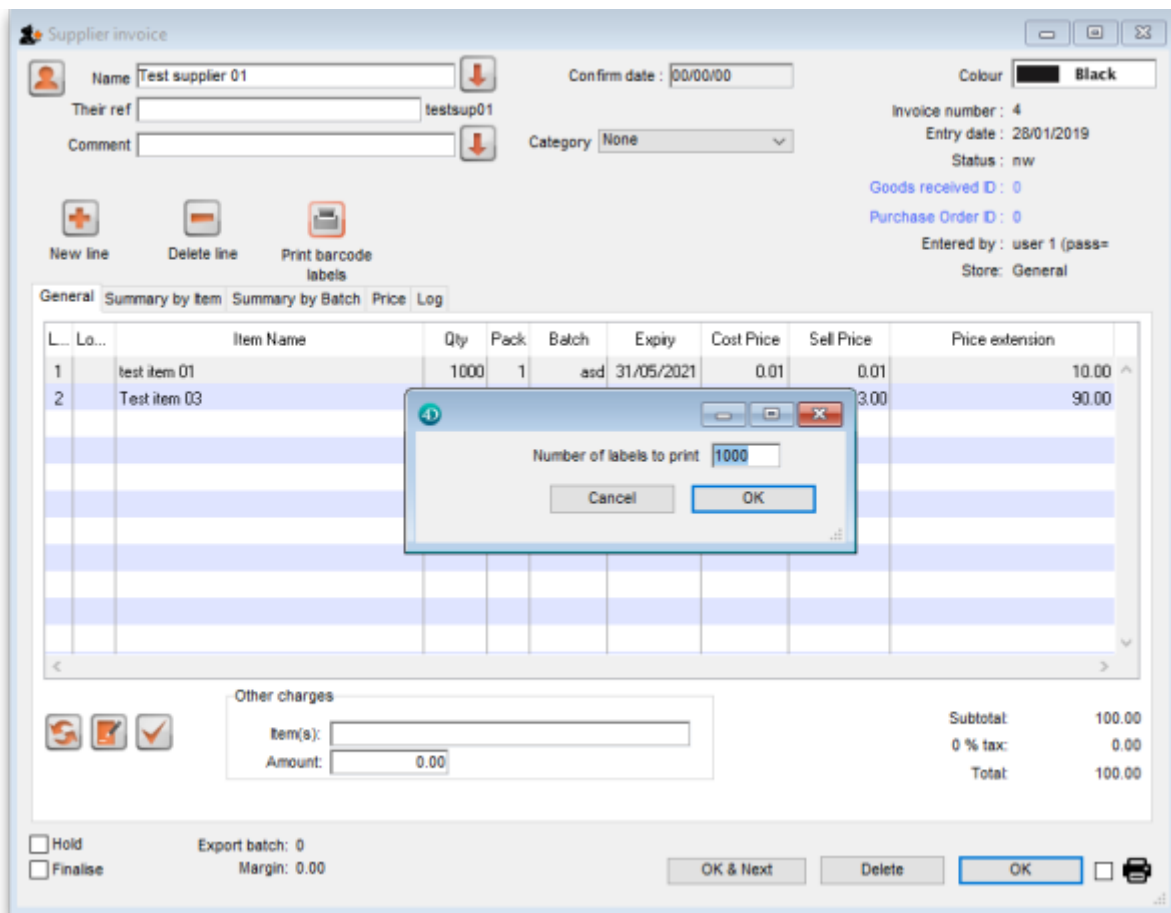 Supplier invoice
Name Test supplier 01 Confirm date : 00/00/00 Colour Black
Their ref testsup01 Invoice number : 4
Comment Category None Entry date : 28/01/2019
Status : nw
Goods received ID : 0
Purchase Order ID : 0
New line Delete line Print barcode labels Entered by : user 1 (pass=
Store: General
General Summary by Item Summary by Batch Price Log
L... Lo... Item Name Qty Pack Batch Expiry Cost Price Sell Price Price extension
1 test item 01 1000 1 asd 31/05/2021 0.01 0.01 10.00
2 Test item 03 3.00 90.00
4D
Number of labels to print 1000
Cancel OK
Other charges
Item(s): Subtotal: 100.00
Amount: 0.00 0 % tax: 0.00
Total: 100.00
Hold Export batch: 0
Finalise Margin: 0.00 OK & Next Delete OK